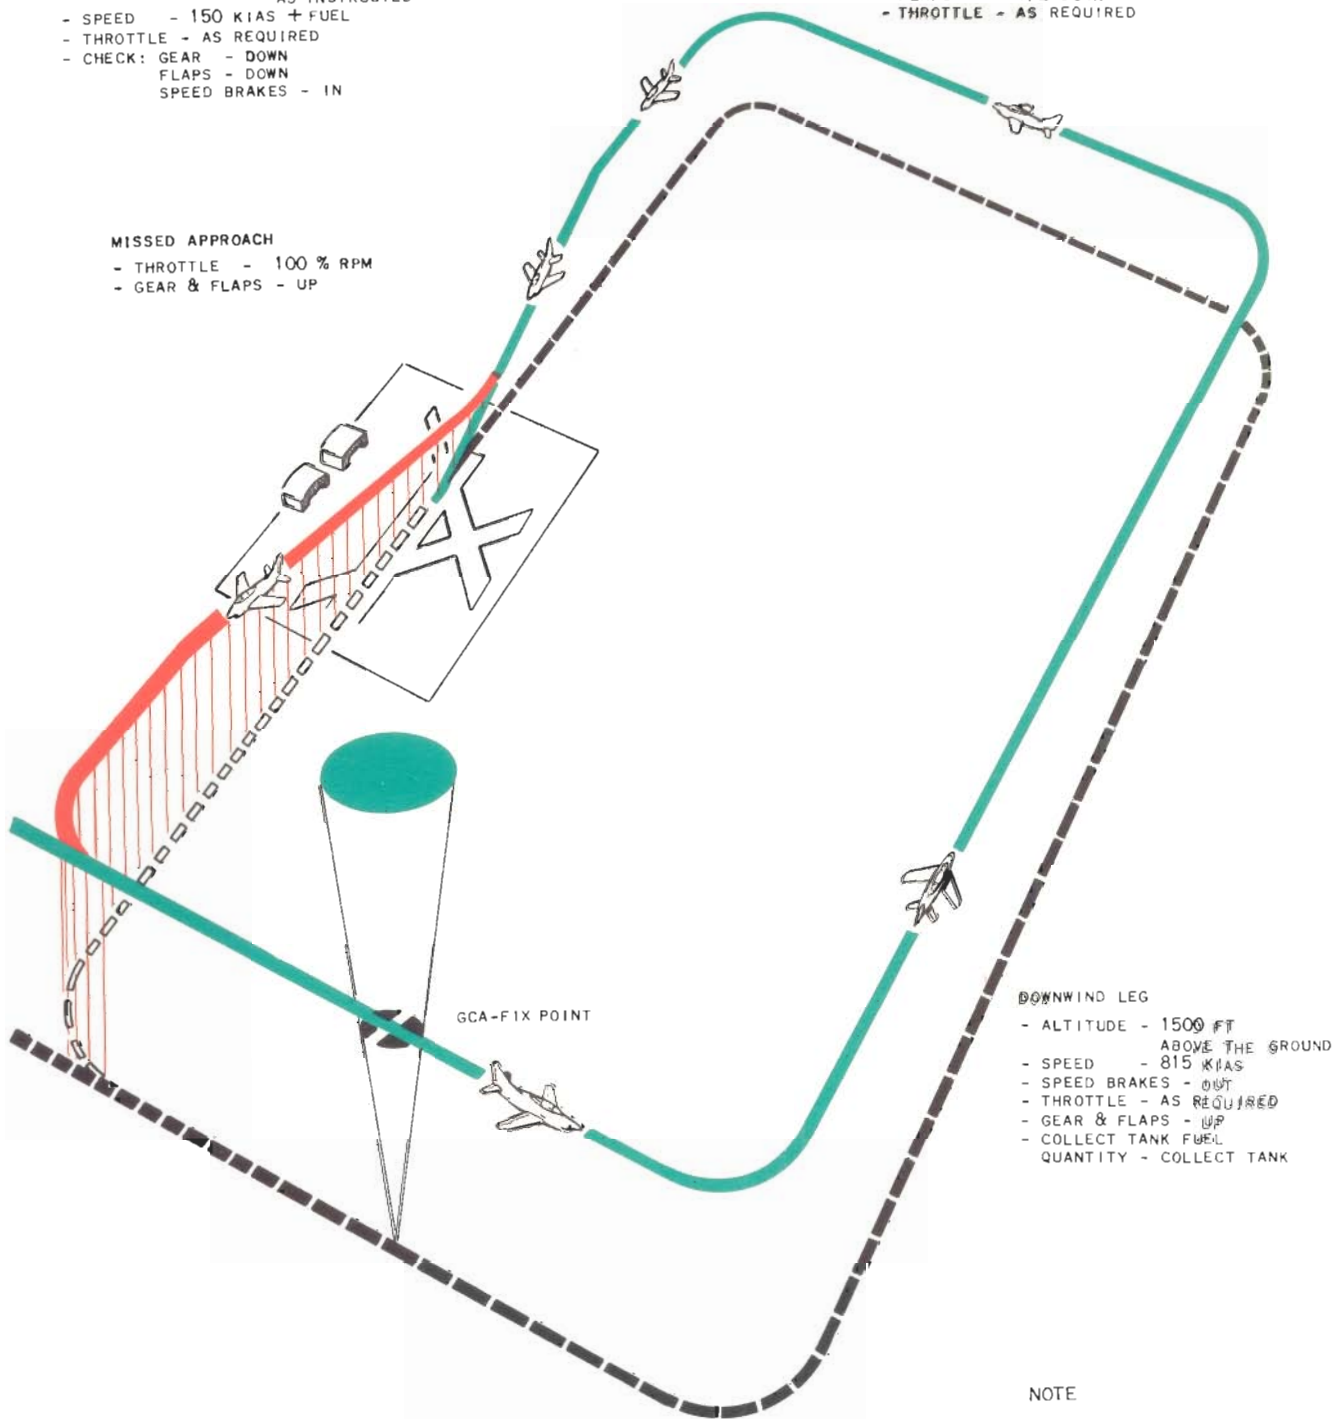 AS INSTRUCTED
- SPEED - 150 KIAS + FUEL
- THROTTLE - AS REQUIRED
- CHECK: GEAR - DOWN
FLAPS - DOWN
SPEED BRAKES - IN
- THROTTLE - AS REQUIRED
MISSED APPROACH
- THROTTLE - 100 % RPM
- GEAR & FLAPS - UP
GCA-FIX POINT
DOWNWIND LEG
- ALTITUDE - 1500 FT
ABOVE THE GROUND
- SPEED - 815 KIAS
- SPEED BRAKES - OUT
- THROTTLE - AS REQUIRED
- GEAR & FLAPS - UP
- COLLECT TANK FUEL
QUANTITY - COLLECT TANK
NOTE